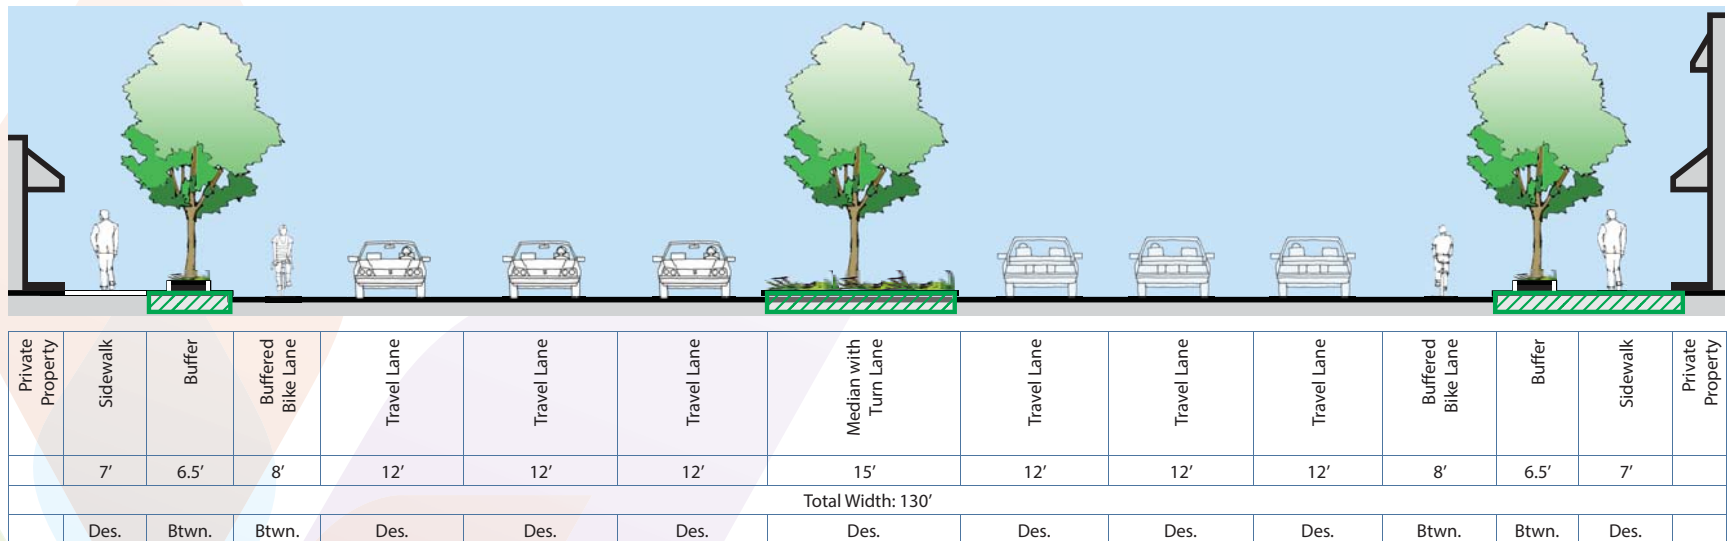 Private Property
Sidewalk
Buffer
Buffered Bike Lane
Travel Lane
Travel Lane
Travel Lane
Median with Turn Lane
Travel Lane
Travel Lane
Travel Lane
Buffered Bike Lane
Buffer
Sidewalk
Private Property
7’ 6.5’ 8’ 12’ 12’ 12’ 15’ 12’ 12’ 12’ 8’ 6.5’ 7’
Total Width: 130’
Des. Btwn. Btwn. Des. Des. Des. Des. Des. Des. Des. Btwn. Btwn. Des.